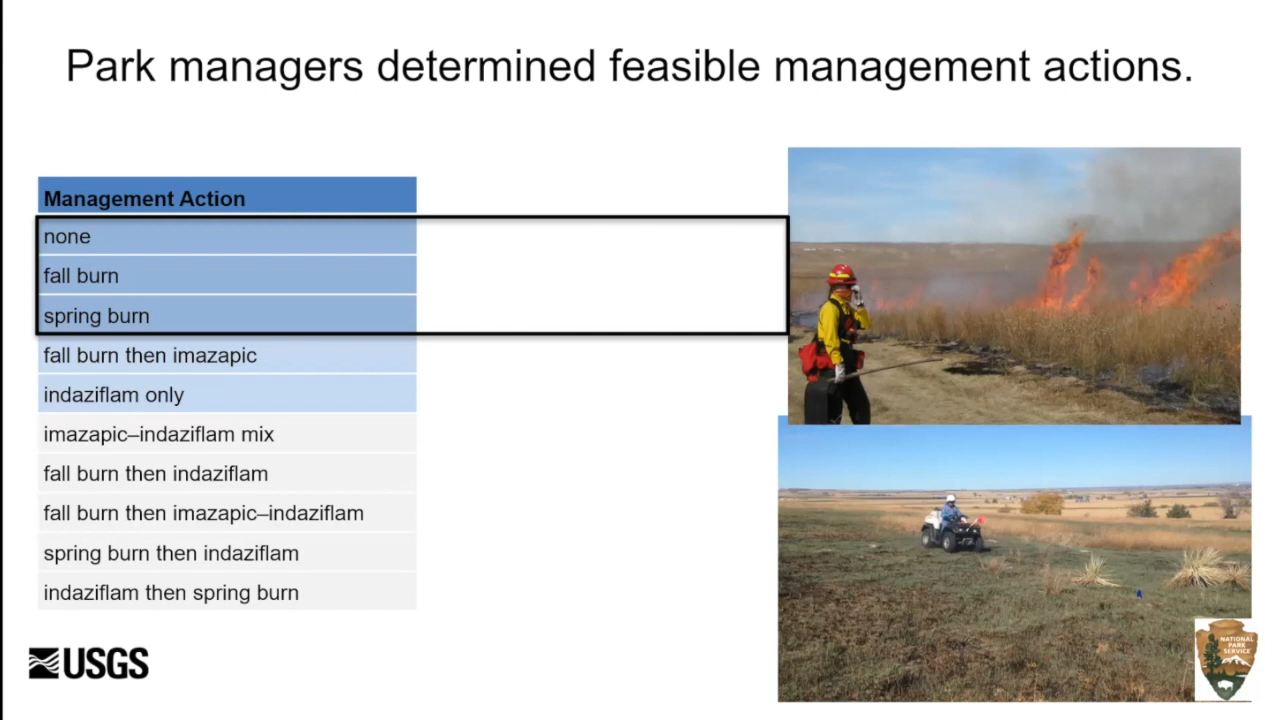 Park managers determined feasible management actions.
Management Action
none
fall burn
spring burn
fall burn then imazapic
indaziflam only
imazapic–indaziflam mix
fall burn then indaziflam
fall burn then imazapic–indaziflam
spring burn then indaziflam
indaziflam then spring burn
USGS
NATIONAL
PARK
SERVICE